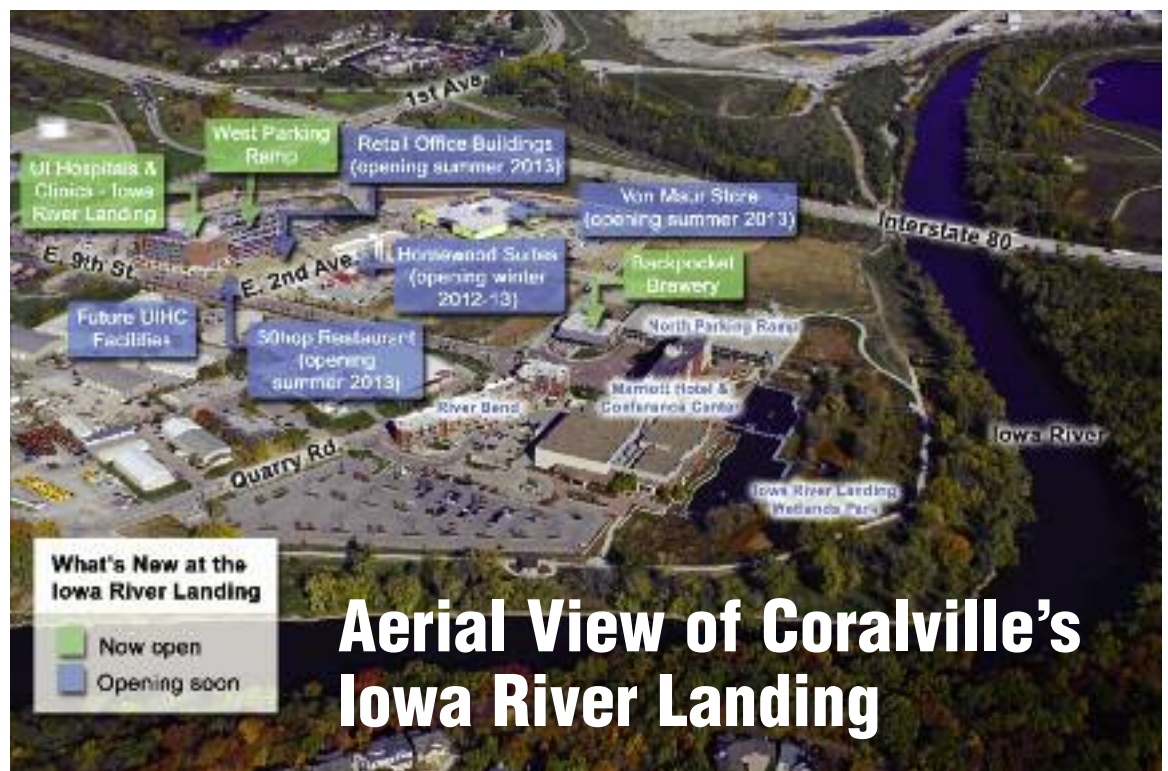 1st Ave.
West Parking
Ramp
Retail Office Buildings
(opening summer 2013)
UI Hospitals &
Clinics - Iowa
River Landing
Von Maur Store
(opening summer 2013)
Interstate 80
E. 9th St.
E. 2nd Ave.
Homewood Suites
(opening winter
2012-13)
Backpocket
Brewery
Future UIHC
Facilities
30hop Restaurant
(opening
summer 2013)
North Parking Ramp
Marriott Hotel &
Conference Center
River Bend
Iowa River
Quarry Rd.
Iowa River Landing
Wetlands Park
What's New at the
Iowa River Landing
Now open
Opening soon
Aerial View of Coralville’s
Iowa River Landing